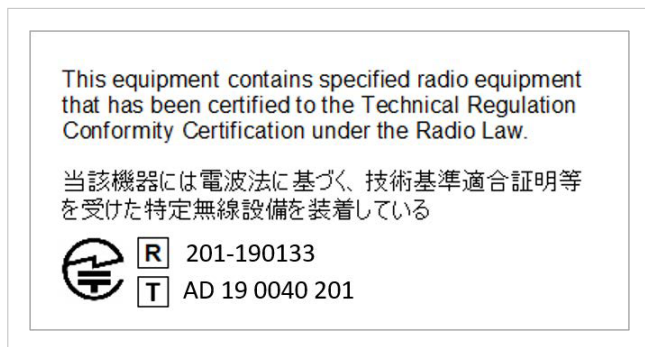 This equipment contains specified radio equipment
that has been certified to the Technical Regulation
Conformity Certification under the Radio Law.
当該機器には電波法に基づく、技術基準適合証明等
を受けた特定無線設備を装着している
R 201-190133
T AD 19 0040 201